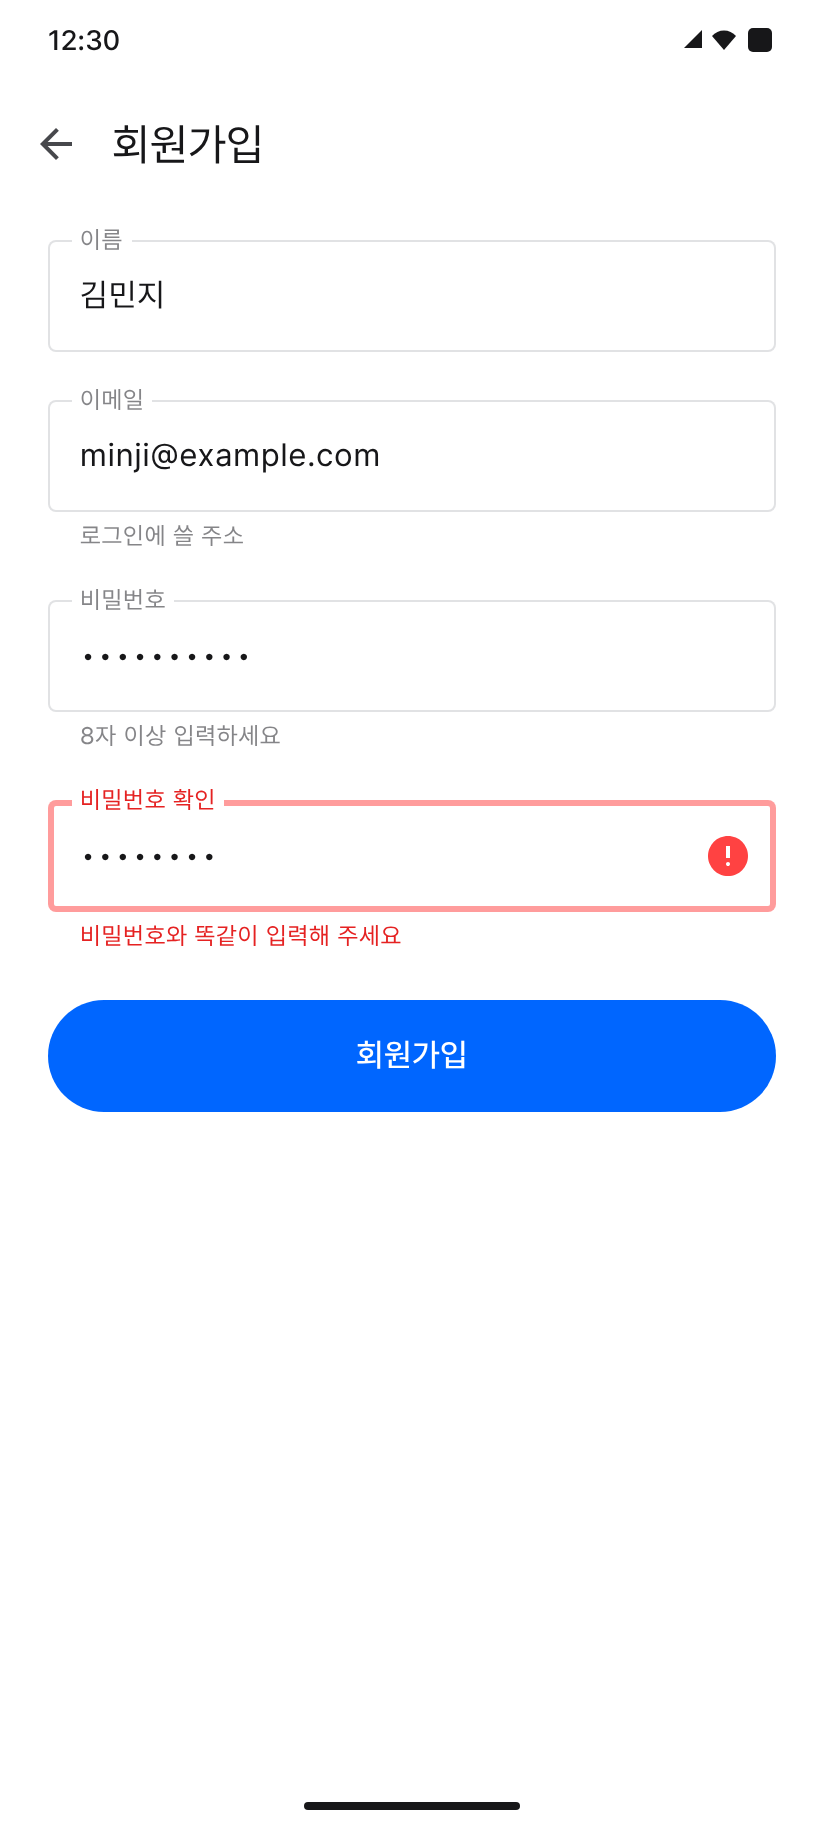 12:30
회원가입
이름
김민지
이메일
minji@example.com
로그인에 쓸 주소
비밀번호
••••••••••
8자 이상 입력하세요
비밀번호 확인
••••••••
비밀번호와 똑같이 입력해 주세요
회원가입